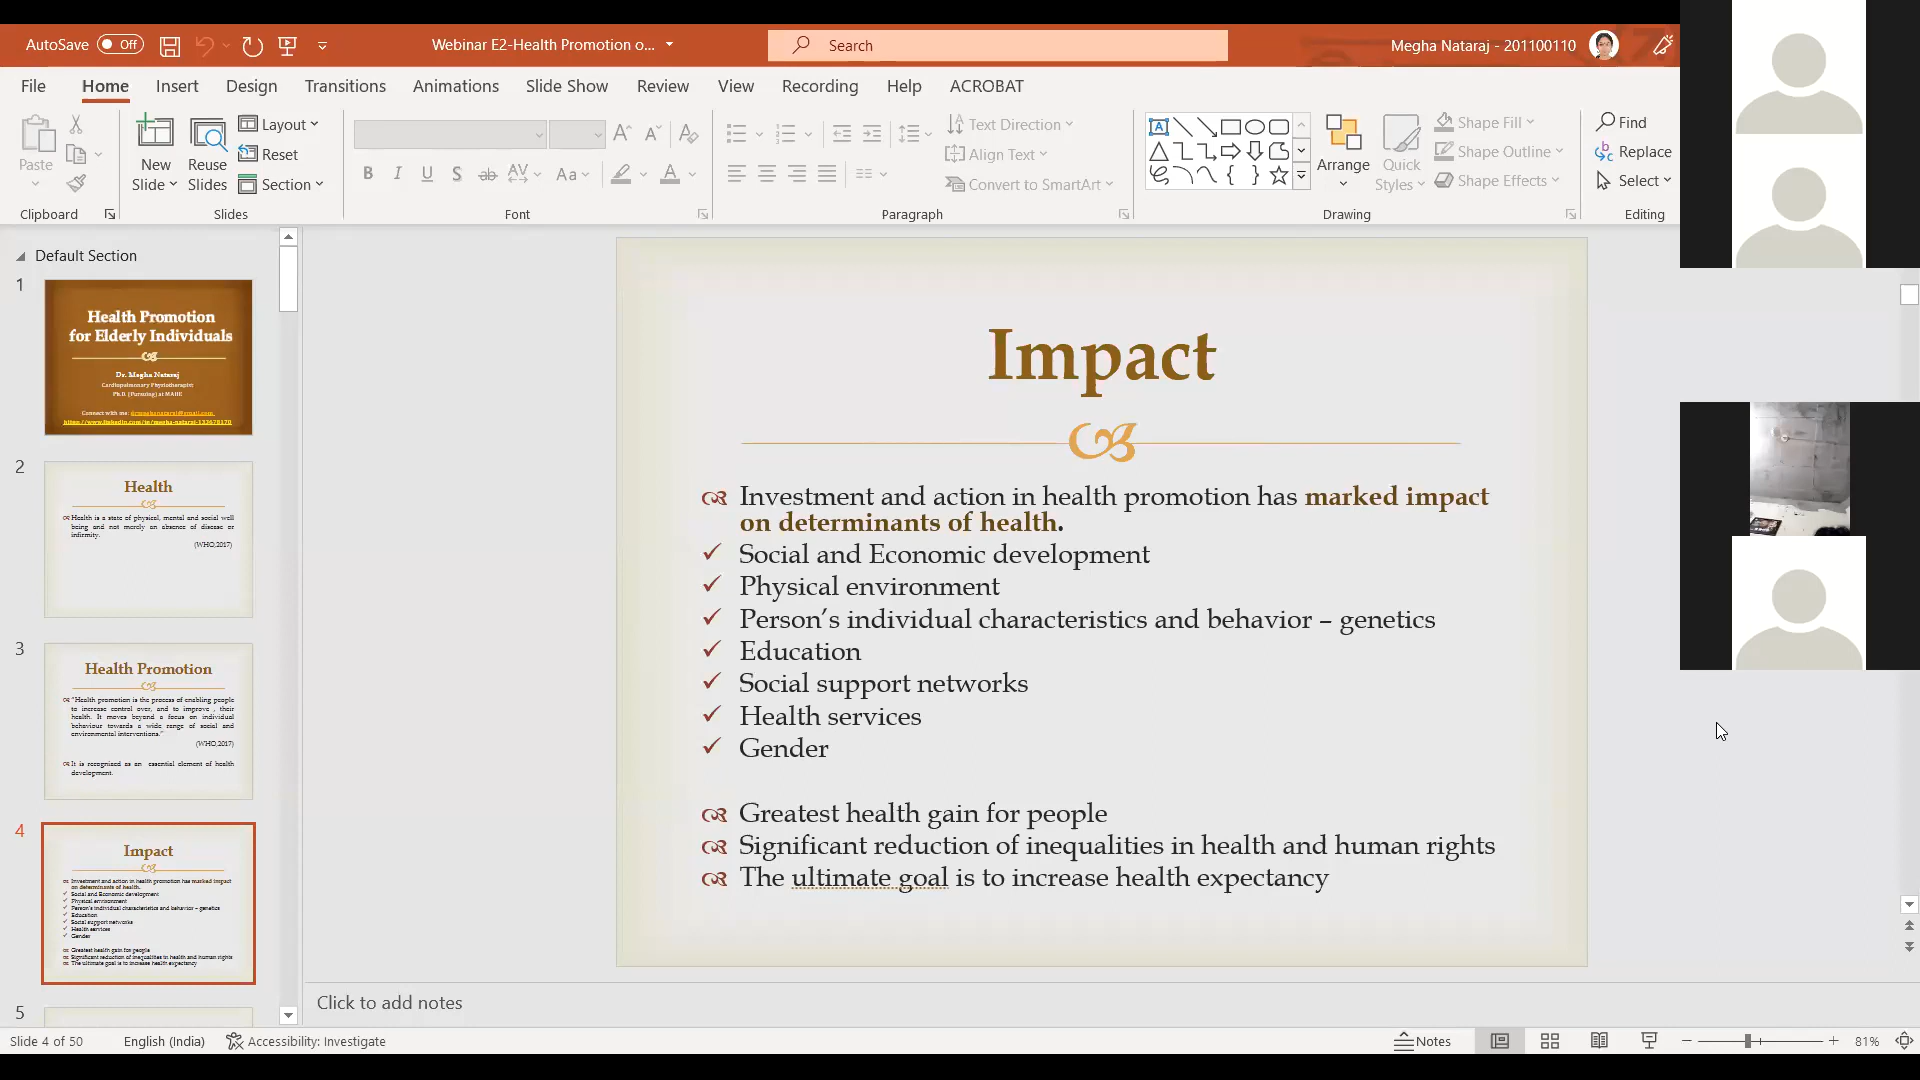 AutoSave Off
Webinar E2-Health Promotion o...
Search
Megha Nataraj - 201100110
File Home Insert Design Transitions Animations Slide Show Review View Recording Help ACROBAT
Paste
New Slide
Reuse Slides
Layout
Reset
Section
Text Direction
Align Text
Convert to SmartArt
Arrange
Quick Styles
Shape Fill
Shape Outline
Shape Effects
Find
Replace
Select
Clipboard
Slides
Font
Paragraph
Drawing
Editing
Default Section
1
Health Promotion
for Elderly Individuals
Dr. Megha Nataraj
Cardiopulmonary Physiotherapist
Ph.D. (Pursuing) at MAHE
Connect with me:
2
Health
Health is a state of physical, mental and social well
being and not merely an absence of disease or
infirmity.
(WHO,2017)
3
Health Promotion
"Health promotion is the process of enabling people
to increase control over, and to improve , their
health. It moves beyond a focus on individual
behaviour towards a wide range of social and
environmental interventions."
(WHO,2017)
It is recognized as an essential element of health
development.
4
Impact
Investment and action in health promotion has marked impact
on determinants of health.
Social and Economic development
Physical environment
Person's individual characteristics and behavior – genetics
Education
Social support networks
Health services
Gender
Greatest health gain for people
Significant reduction of inequalities in health and human rights
The ultimate goal is to increase health expectancy
5
Impact
Investment and action in health promotion has marked impact
on determinants of health.
Social and Economic development
Physical environment
Person's individual characteristics and behavior – genetics
Education
Social support networks
Health services
Gender
Greatest health gain for people
Significant reduction of inequalities in health and human rights
The ultimate goal is to increase health expectancy
Click to add notes
Slide 4 of 50
English (India)
Accessibility: Investigate
Notes
81%